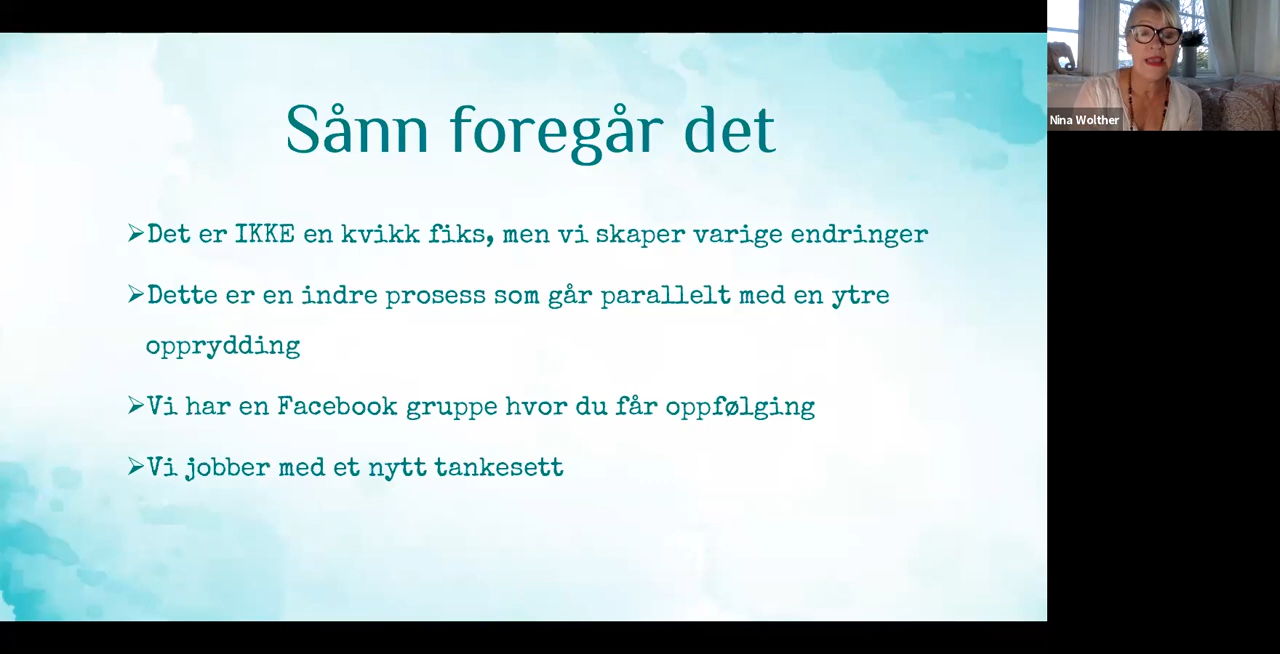 Sånn foregår det
➢Det er IKKE en kvikk fiks, men vi skaper varige endringer
➢Dette er en indre prosess som går parallelt med en ytre
opprydding
➢Vi har en Facebook gruppe hvor du får oppfølging
➢Vi jobber med et nytt tankesett
Nina Wolther